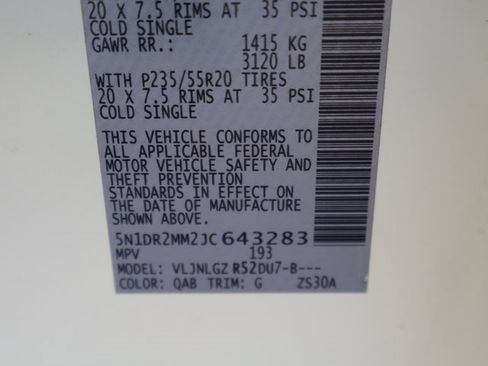 20 X 7.5 RIMS AT 35 PSI
COLD SINGLE
GAWR RR.: 1415 KG
3120 LB
WITH P235/55R20 TIRES
20 X 7.5 RIMS AT 35 PSI
COLD SINGLE
THIS VEHICLE CONFORMS TO
ALL APPLICABLE FEDERAL
MOTOR VEHICLE SAFETY AND
THEFT PREVENTION
STANDARDS IN EFFECT ON
THE DATE OF MANUFACTURE
SHOWN ABOVE.
5N1DR2MM2JC643283
MPV 193
MODEL: VLJNLGZ R52DU7-B---
COLOR: QAB TRIM: G ZS30A